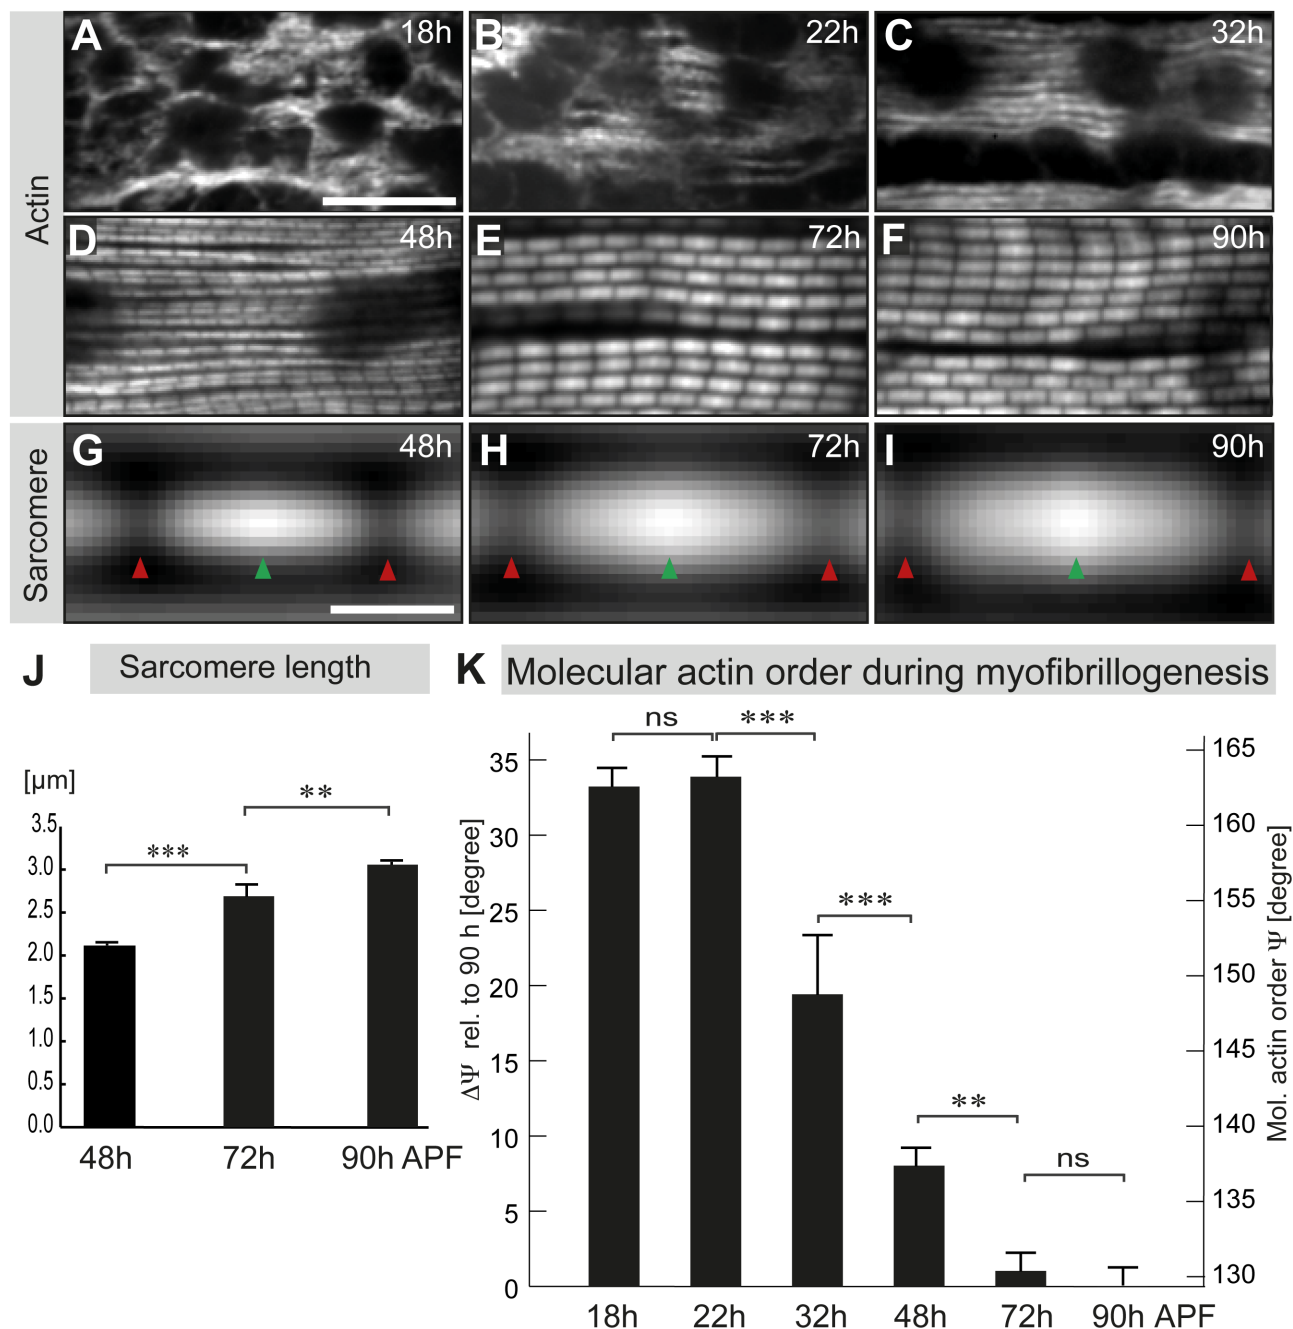 A 18h
B 22h
C 32h
Actin
D 48h
E 72h
F 90h
Sarcomere
G 48h
H 72h
I 90h
J Sarcomere length
[µm]
3.5
3.0
2.5
2.0
1.5
1.0
0.5
0.0
***
**
48h 72h 90h APF
K Molecular actin order during myofibrillogenesis
ΔΨ rel. to 90 h [degree]
35
30
25
20
15
10
5
0
ns
***
***
**
ns
165
160
155
150
145
140
135
130
Mol. actin order Ψ [degree]
18h 22h 32h 48h 72h 90h APF